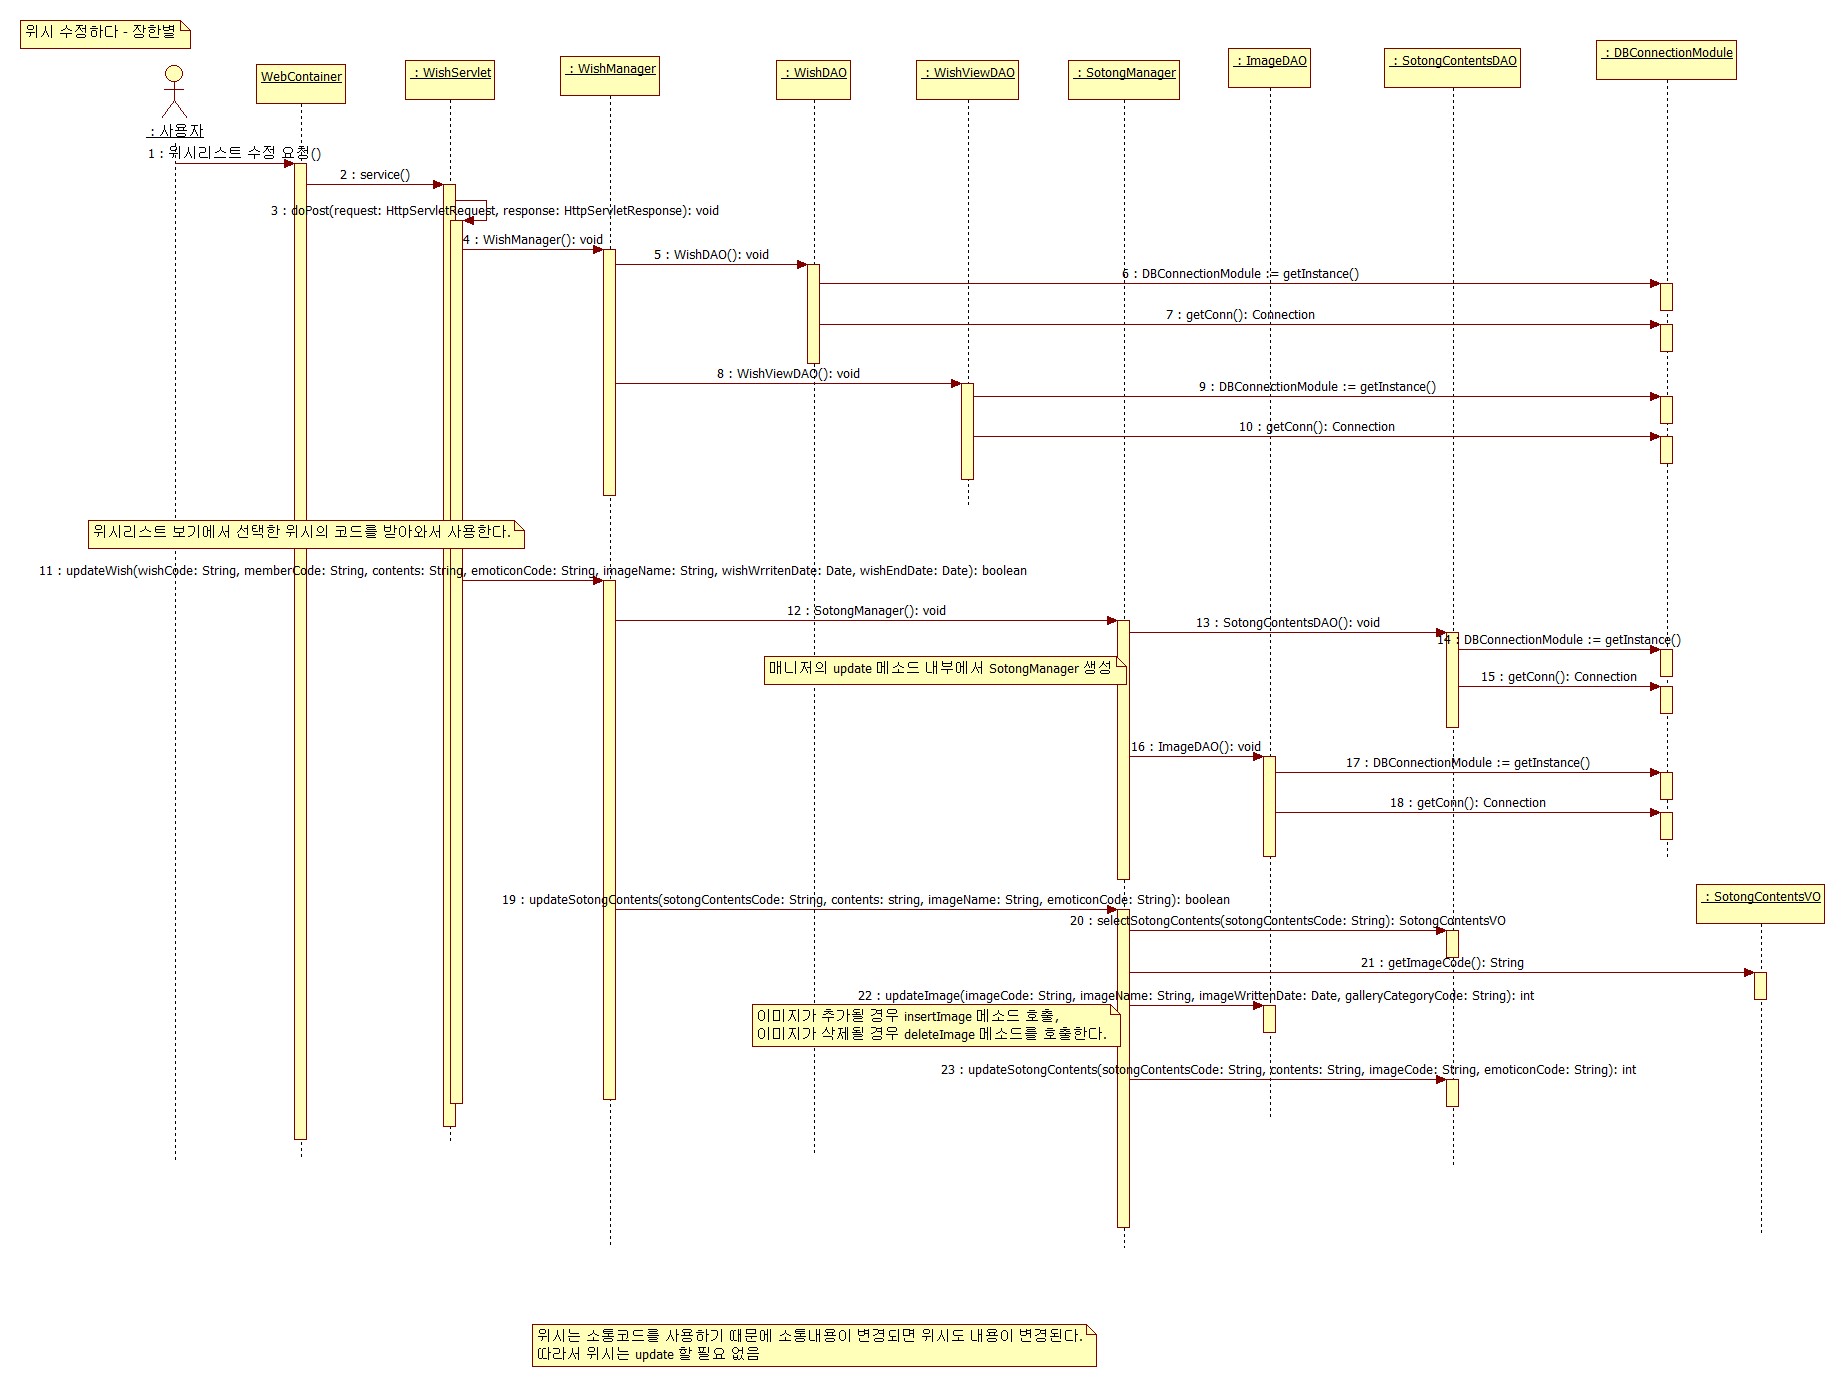 위시 수정하다 - 장한별
WebContainer
: WishServlet
: WishManager
: WishDAO
: WishViewDAO
: SotongManager
: ImageDAO
: SotongContentsDAO
: DBConnectionModule
: 사용자
1 : 위시리스트 수정 요청()
2 : service()
3 : doPost(request: HttpServletRequest, response: HttpServletResponse): void
4 : WishManager(): void
5 : WishDAO(): void
6 : DBConnectionModule := getInstance()
7 : getConn(): Connection
8 : WishViewDAO(): void
9 : DBConnectionModule := getInstance()
10 : getConn(): Connection
위시리스트 보기에서 선택한 위시의 코드를 방아와서 사용한다.
11 : updateWish(wishCode: String, memberCode: String, contents: String, emoticonCode: String, imageName: String, wishWrritenDate: Date, wishEndDate: Date): boolean
12 : SotongManager(): void
13 : SotongContentsDAO(): void
14 : DBConnectionModule := getInstance()
매니저의 update 메소드 내부에서 SotongManager 생성
15 : getConn(): Connection
16 : ImageDAO(): void
17 : DBConnectionModule := getInstance()
18 : getConn(): Connection
: SotongContentsVO
19 : updateSotongContents(sotongContentsCode: String, contents: string, imageName: String, emoticonCode: String): boolean
20 : selectSotongContents(sotongContentsCode: String): SotongContentsVO
21 : getImageCode(): String
22 : updateImage(imageCode: String, imageName: String, imageWrittenDate: Date, galleryCategoryCode: String): int
이미지가 추가될 경우 insertImage 메소드 호출,
이미지가 삭제될 경우 deleteImage 메소드를 호출한다.
23 : updateSotongContents(sotongContentsCode: String, contents: String, imageCode: String, emoticonCode: String): int
위시는 소통코드를 사용하기 때문에 소통내용이 변경되면 위시도 내용이 변경된다.
따라서 위시는 update 할 필요 없음